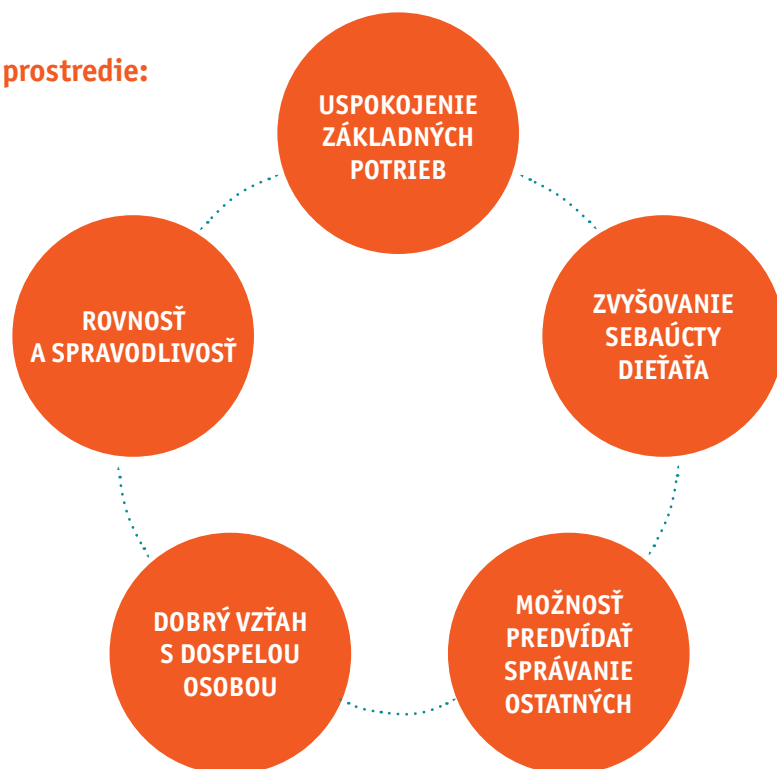 prostredie:
USPOKOJENIE
ZÁKLADNÝCH
POTRIEB
ZVYŠOVANIE
SEBAÚCTY
DIEŤAŤA
MOŽNOSŤ
PREDVÍDAŤ
SPRÁVANIE
OSTATNÝCH
DOBRÝ VZŤAH
S DOSPELOU
OSOBOU
ROVNOSŤ
A SPRAVODLIVOSŤ